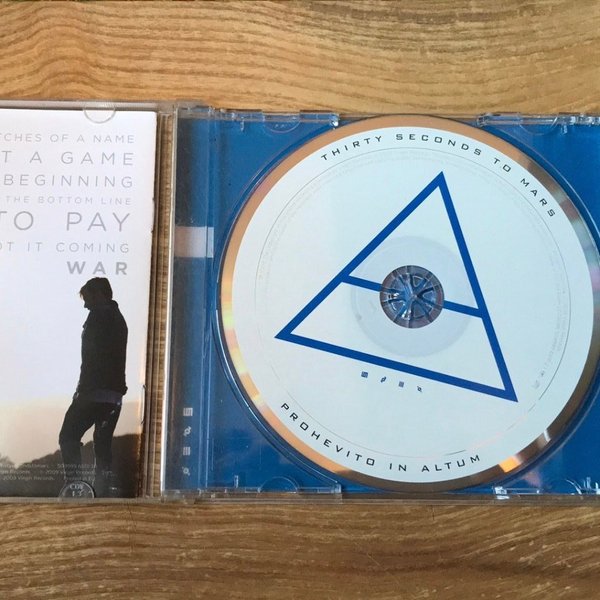 TCHES OF A NAME
T A GAME
BEGINNING
THE BOTTOM LINE
TO PAY
OT IT COMING
WAR
THIRTY SECONDS TO MARS
PROHEVITO IN ALTUM